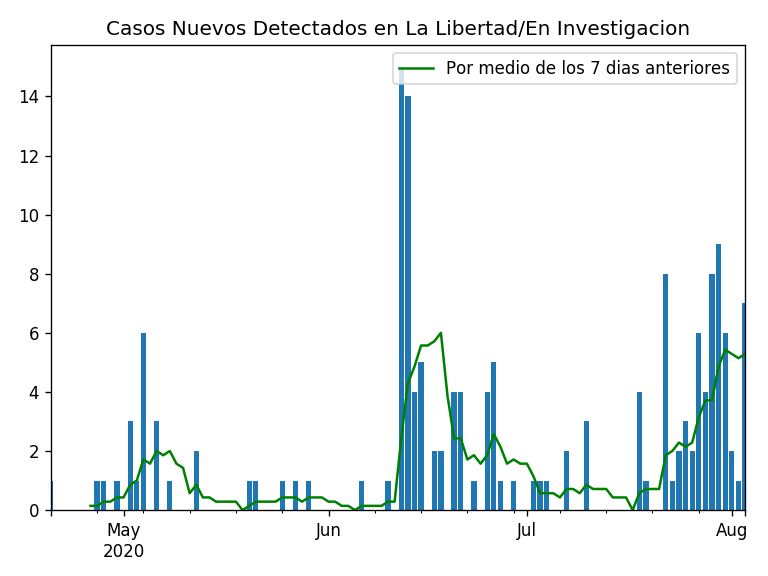 Casos Nuevos Detectados en La Libertad/En Investigacion
Por medio de los 7 dias anteriores
14
12
10
8
6
4
2
0
May
2020
Jun
Jul
Aug